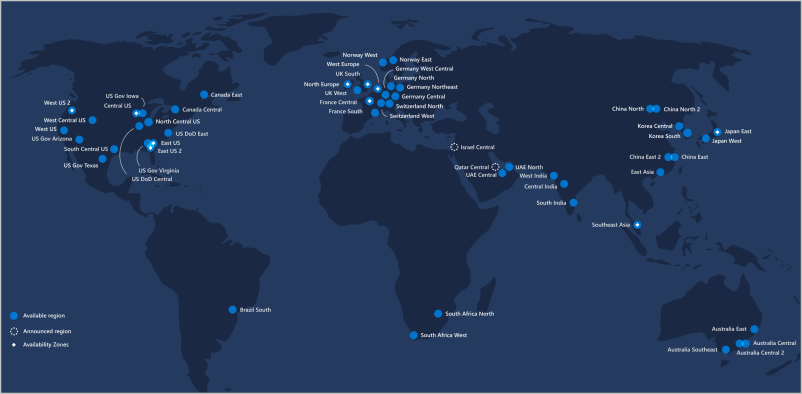 Norway West
Norway East
West Europe
Germany West Central
UK South
Germany North
North Europe
Germany Northeast
UK West
Germany Central
France Central
Switzerland North
France South
Switzerland West
Canada East
US Gov Iowa
West US 2
Central US
Canada Central
West Central US
North Central US
West US
US DoD East
US Gov Arizona
East US
South Central US
East US 2
US Gov Texas
US Gov Virginia
US DoD Central
China North
China North 2
Korea Central
Korea South
Japan East
Japan West
Israel Central
China East 2
China East
Qatar Central
UAE North
UAE Central
West India
East Asia
Central India
South India
Southeast Asia
Brazil South
South Africa North
South Africa West
Australia East
Australia Central
Australia Southeast
Australia Central 2
Available region
Announced region
Availability Zones